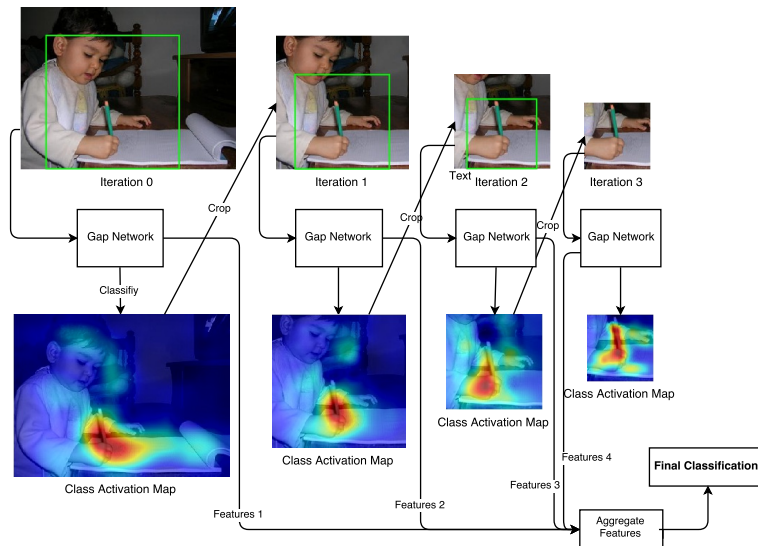 Iteration 0
Iteration 1
Text
Iteration 2
Iteration 3
Crop
Crop
Crop
Gap Network
Gap Network
Gap Network
Gap Network
Classifiy
Class Activation Map
Class Activation Map
Class Activation Map
Class Activation Map
Features 1
Features 2
Features 3
Features 4
Final Classification
Aggregate
Features